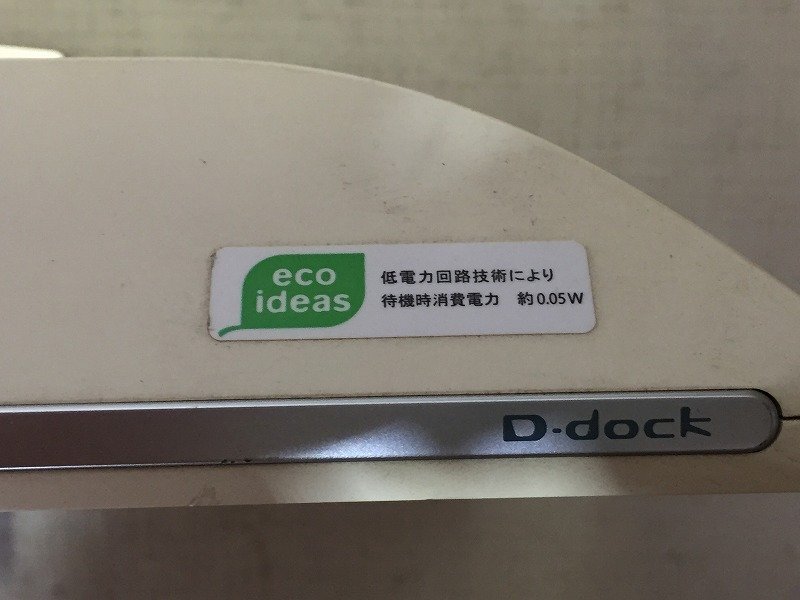 eco
ideas
低電力回路技術により
待機時消費電力 約0.05W
D-dock